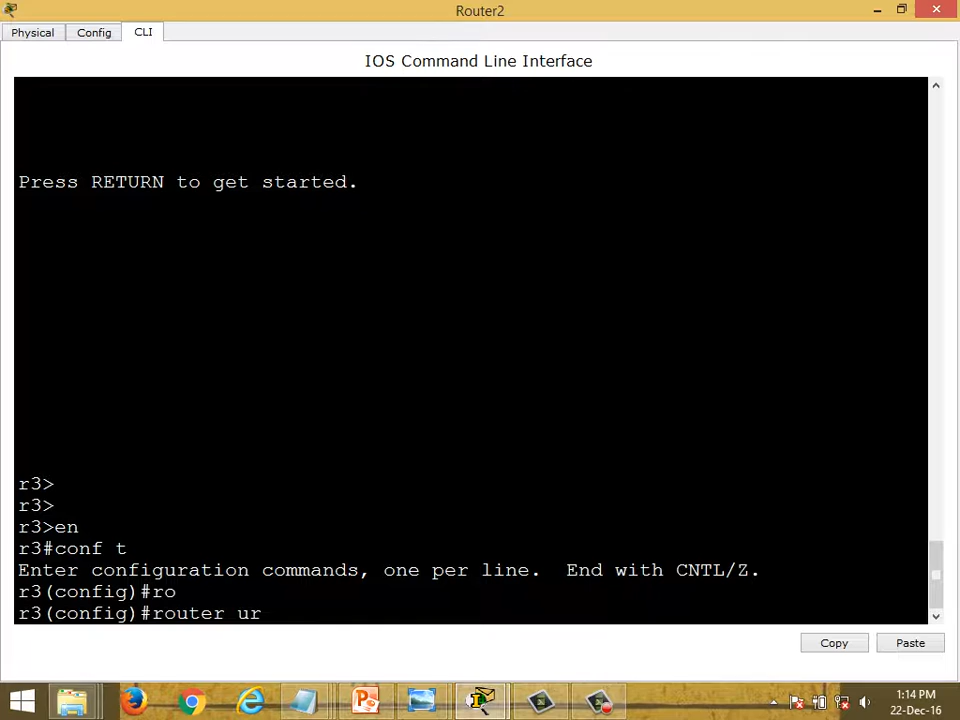 Router2
Physical
Config
CLI
IOS Command Line Interface
Press RETURN to get started.
r3>
r3>
r3>en
r3#conf t
Enter configuration commands, one per line.  End with CNTL/Z.
r3(config)#ro
r3(config)#router ur
Copy
Paste
1:14 PM
22-Dec-16